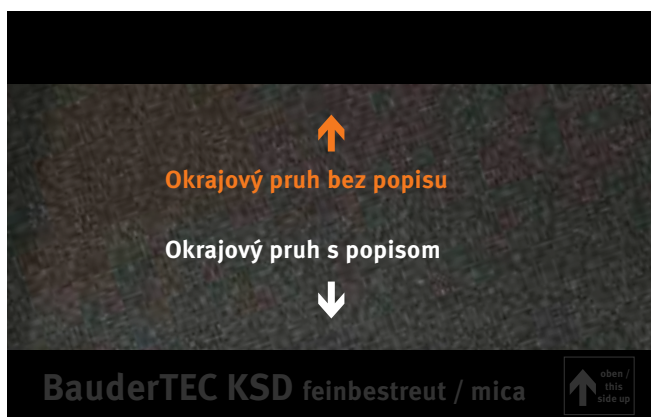 Okrajový pruh bez popisu
Okrajový pruh s popisom
BauderTEC KSD feinbestreut / mica
oben /
this
side up